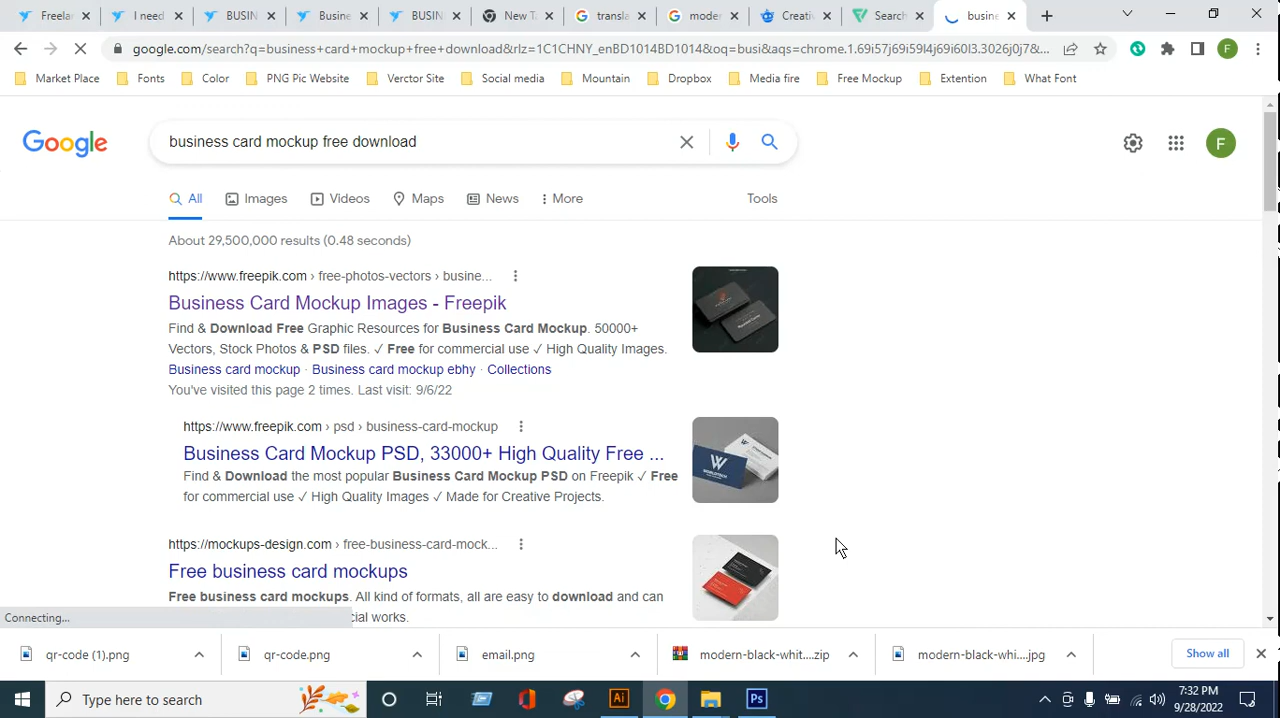 Freelan
I need
BUSIN
Busine
BUSIN
New T
transla
moder
Creativ
Search
busine
google.com/search?q=business+card+mockup+free+download&rlz=1C1CHNY_enBD1014BD1014&oq=busi&aqs=chrome.1.69i57j69i59l4j69i60l3.3026j0j7&...
F
Market Place
Fonts
Color
PNG Pic Website
Verctor Site
Social media
Mountain
Dropbox
Media fire
Free Mockup
Extention
What Font
Google
business card mockup free download
F
All
Images
Videos
Maps
News
More
Tools
About 29,500,000 results (0.48 seconds)
https://www.freepik.com › free-photos-vectors › busine...
Business Card Mockup Images - Freepik
Find & Download Free Graphic Resources for Business Card Mockup. 50000+
Vectors, Stock Photos & PSD files. ✓ Free for commercial use ✓ High Quality Images.
Business card mockup · Business card mockup ebhy · Collections
You've visited this page 2 times. Last visit: 9/6/22
https://www.freepik.com › psd › business-card-mockup
Business Card Mockup PSD, 33000+ High Quality Free ...
Find & Download the most popular Business Card Mockup PSD on Freepik ✓ Free
for commercial use ✓ High Quality Images ✓ Made for Creative Projects.
https://mockups-design.com › free-business-card-mock...
Free business card mockups
Free business card mockups. All kind of formats, all are easy to download and can
cial works.
Connecting...
qr-code (1).png
qr-code.png
email.png
modern-black-whit....zip
modern-black-whi....jpg
Show all
Type here to search
Ai
Ps
7:32 PM
9/28/2022